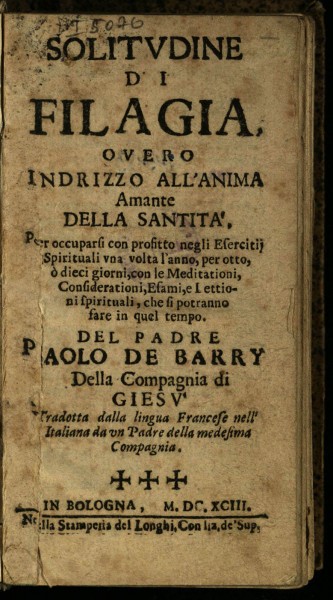 5076
SOLITVDINE
DI
FILAGIA,
OVERO
INDRIZZO ALL'ANIMA
Amante
DELLA SANTITA',
Per occuparsi con profitto negli Esercitij
Spirituali vna volta l'anno, per otto,
ò dieci giorni, con le Meditationi,
Considerationi, Esami, e Lettio-
ni spirituali, che si potranno
fare in quel tempo.
DEL PADRE
PAOLO DE BARRY
Della Compagnia di
GIESV'
Tradotta dalla lingua Francese nell'
Italiana da vn Padre della medesima
Compagnia.
IN BOLOGNA, M. DC. XCIII.
Nella Stamperia del Longhi, Con lia, de' Sup.